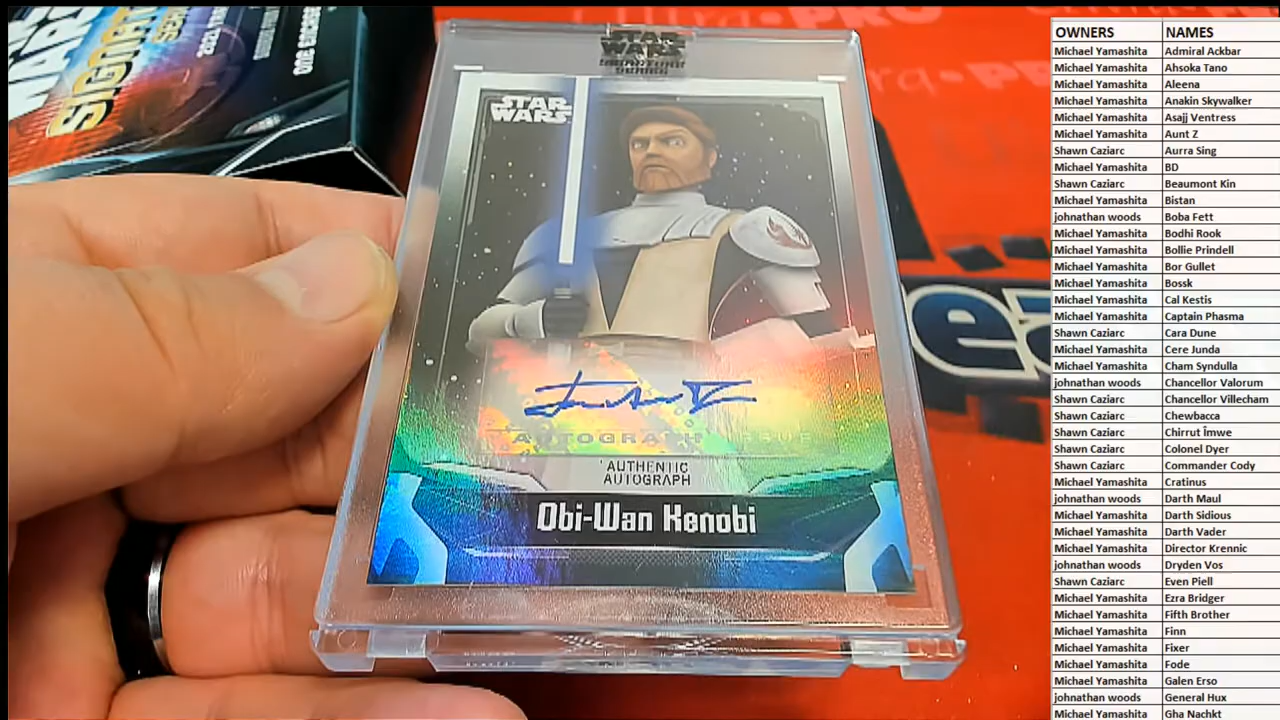 STAR
WARS
SIGNATURE
SERIES
STAR
WARS
AUTOGRAPH ISSUE
'AUTHENTIC
AUTOGRAPH
Obi-Wan Kenobi
OWNERS NAMES
Michael Yamashita Admiral Ackbar
Michael Yamashita Ahsoka Tano
Michael Yamashita Aleena
Michael Yamashita Anakin Skywalker
Michael Yamashita Asajj Ventress
Michael Yamashita Aunt Z
Shawn Caziarc Aurra Sing
Michael Yamashita BD
Shawn Caziarc Beaumont Kin
Michael Yamashita Bistan
johnathan woods Boba Fett
Michael Yamashita Bodhi Rook
Michael Yamashita Bollie Prindell
Michael Yamashita Bor Gullet
Michael Yamashita Bossk
Michael Yamashita Cal Kestis
Michael Yamashita Captain Phasma
Shawn Caziarc Cara Dune
Michael Yamashita Cere Junda
Michael Yamashita Cham Syndulla
johnathan woods Chancellor Valorum
Shawn Caziarc Chancellor Villecham
Shawn Caziarc Chewbacca
Shawn Caziarc Chirrut Îmwe
Shawn Caziarc Colonel Dyer
Shawn Caziarc Commander Cody
Michael Yamashita Cratinus
johnathan woods Darth Maul
Michael Yamashita Darth Sidious
Michael Yamashita Darth Vader
Michael Yamashita Director Krennic
johnathan woods Dryden Vos
Shawn Caziarc Even Piell
Michael Yamashita Ezra Bridger
Michael Yamashita Fifth Brother
Michael Yamashita Finn
Michael Yamashita Fixer
Michael Yamashita Fode
Michael Yamashita Galen Erso
johnathan woods General Hux
Michael Yamashita Gha Nachkt